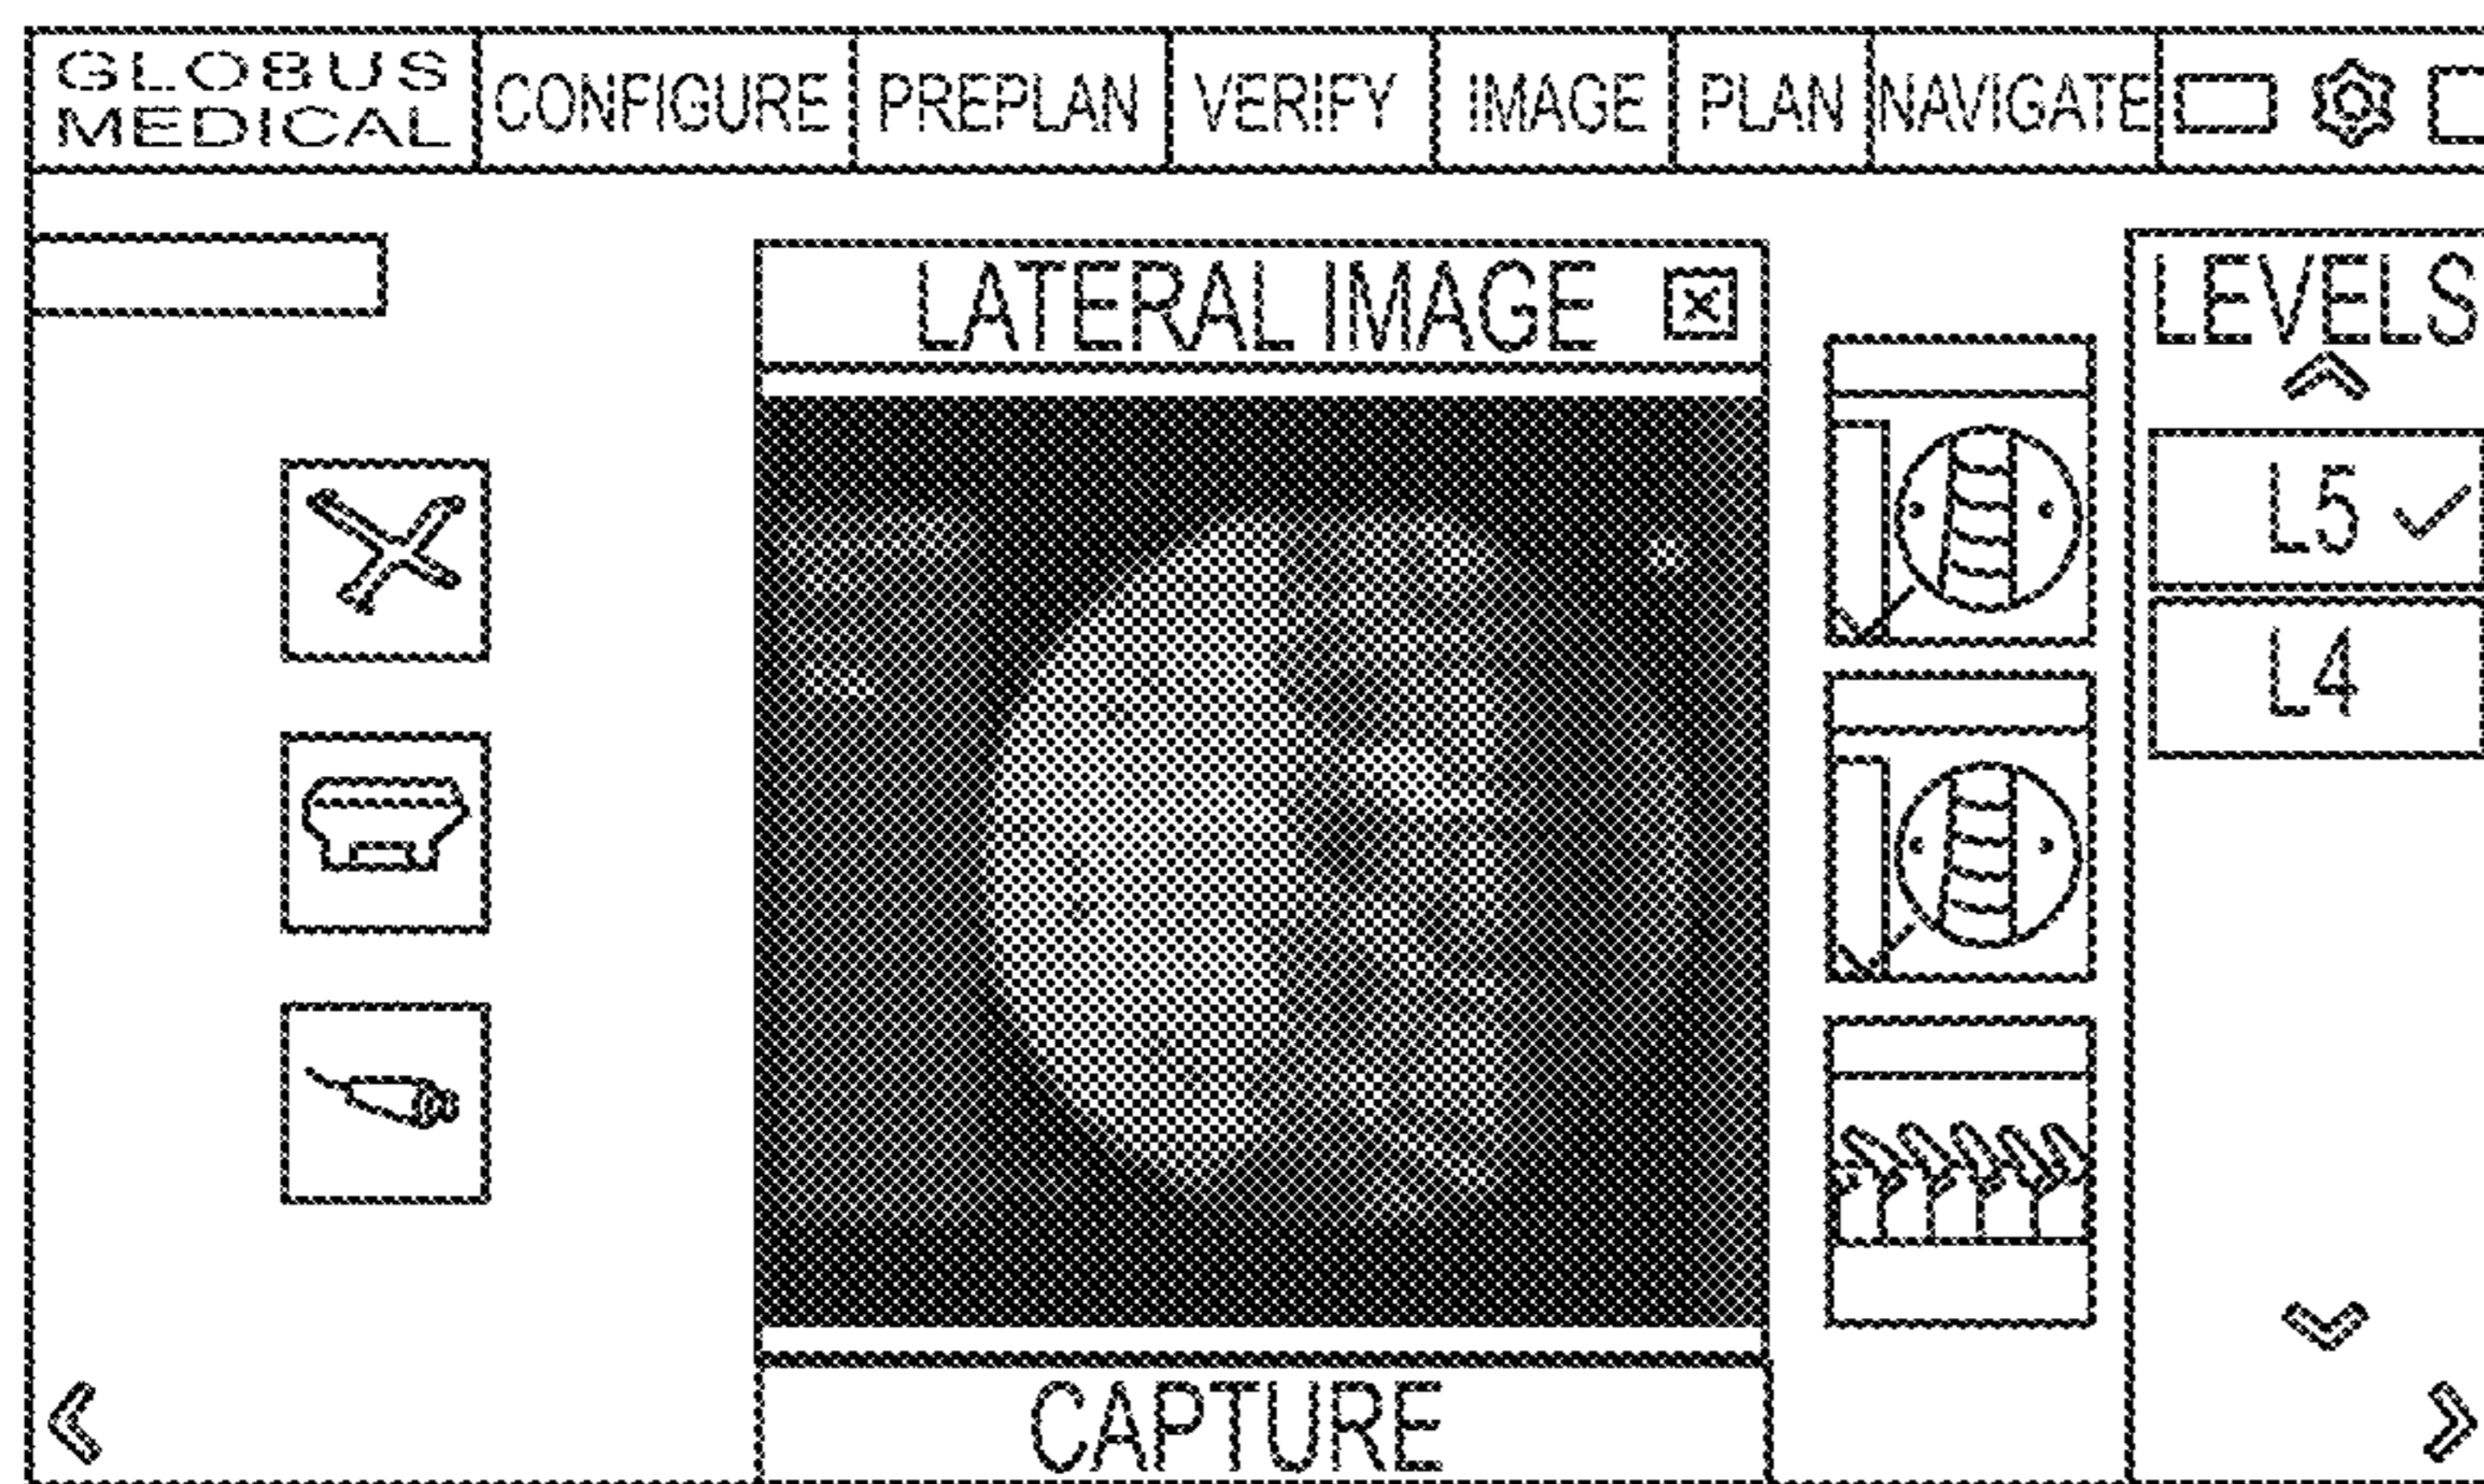 GLOBUS
MEDICAL
CONFIGURE
PREPLAN
VERIFY
IMAGE
PLAN
NAVIGATE
LATERAL IMAGE
LEVELS
L5
L4
CAPTURE